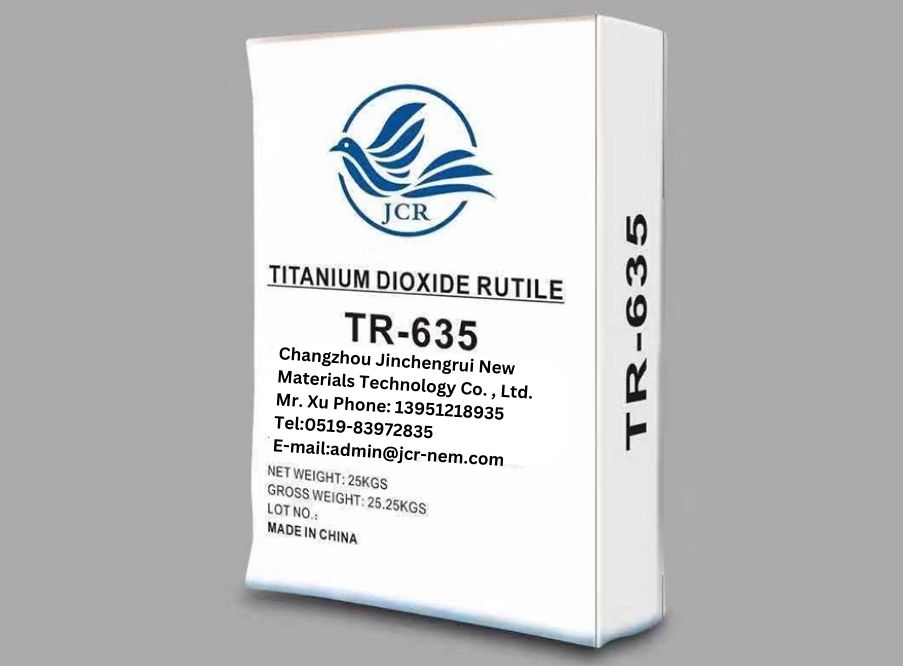 JCR
TITANIUM DIOXIDE RUTILE
TR-635
Changzhou Jinchengrui New
Materials Technology Co. , Ltd.
Mr. Xu Phone: 13951218935
Tel:0519-83972835
E-mail:admin@jcr-nem.com
NET WEIGHT: 25KGS
GROSS WEIGHT: 25.25KGS
LOT NO.:
MADE IN CHINA
TR-635